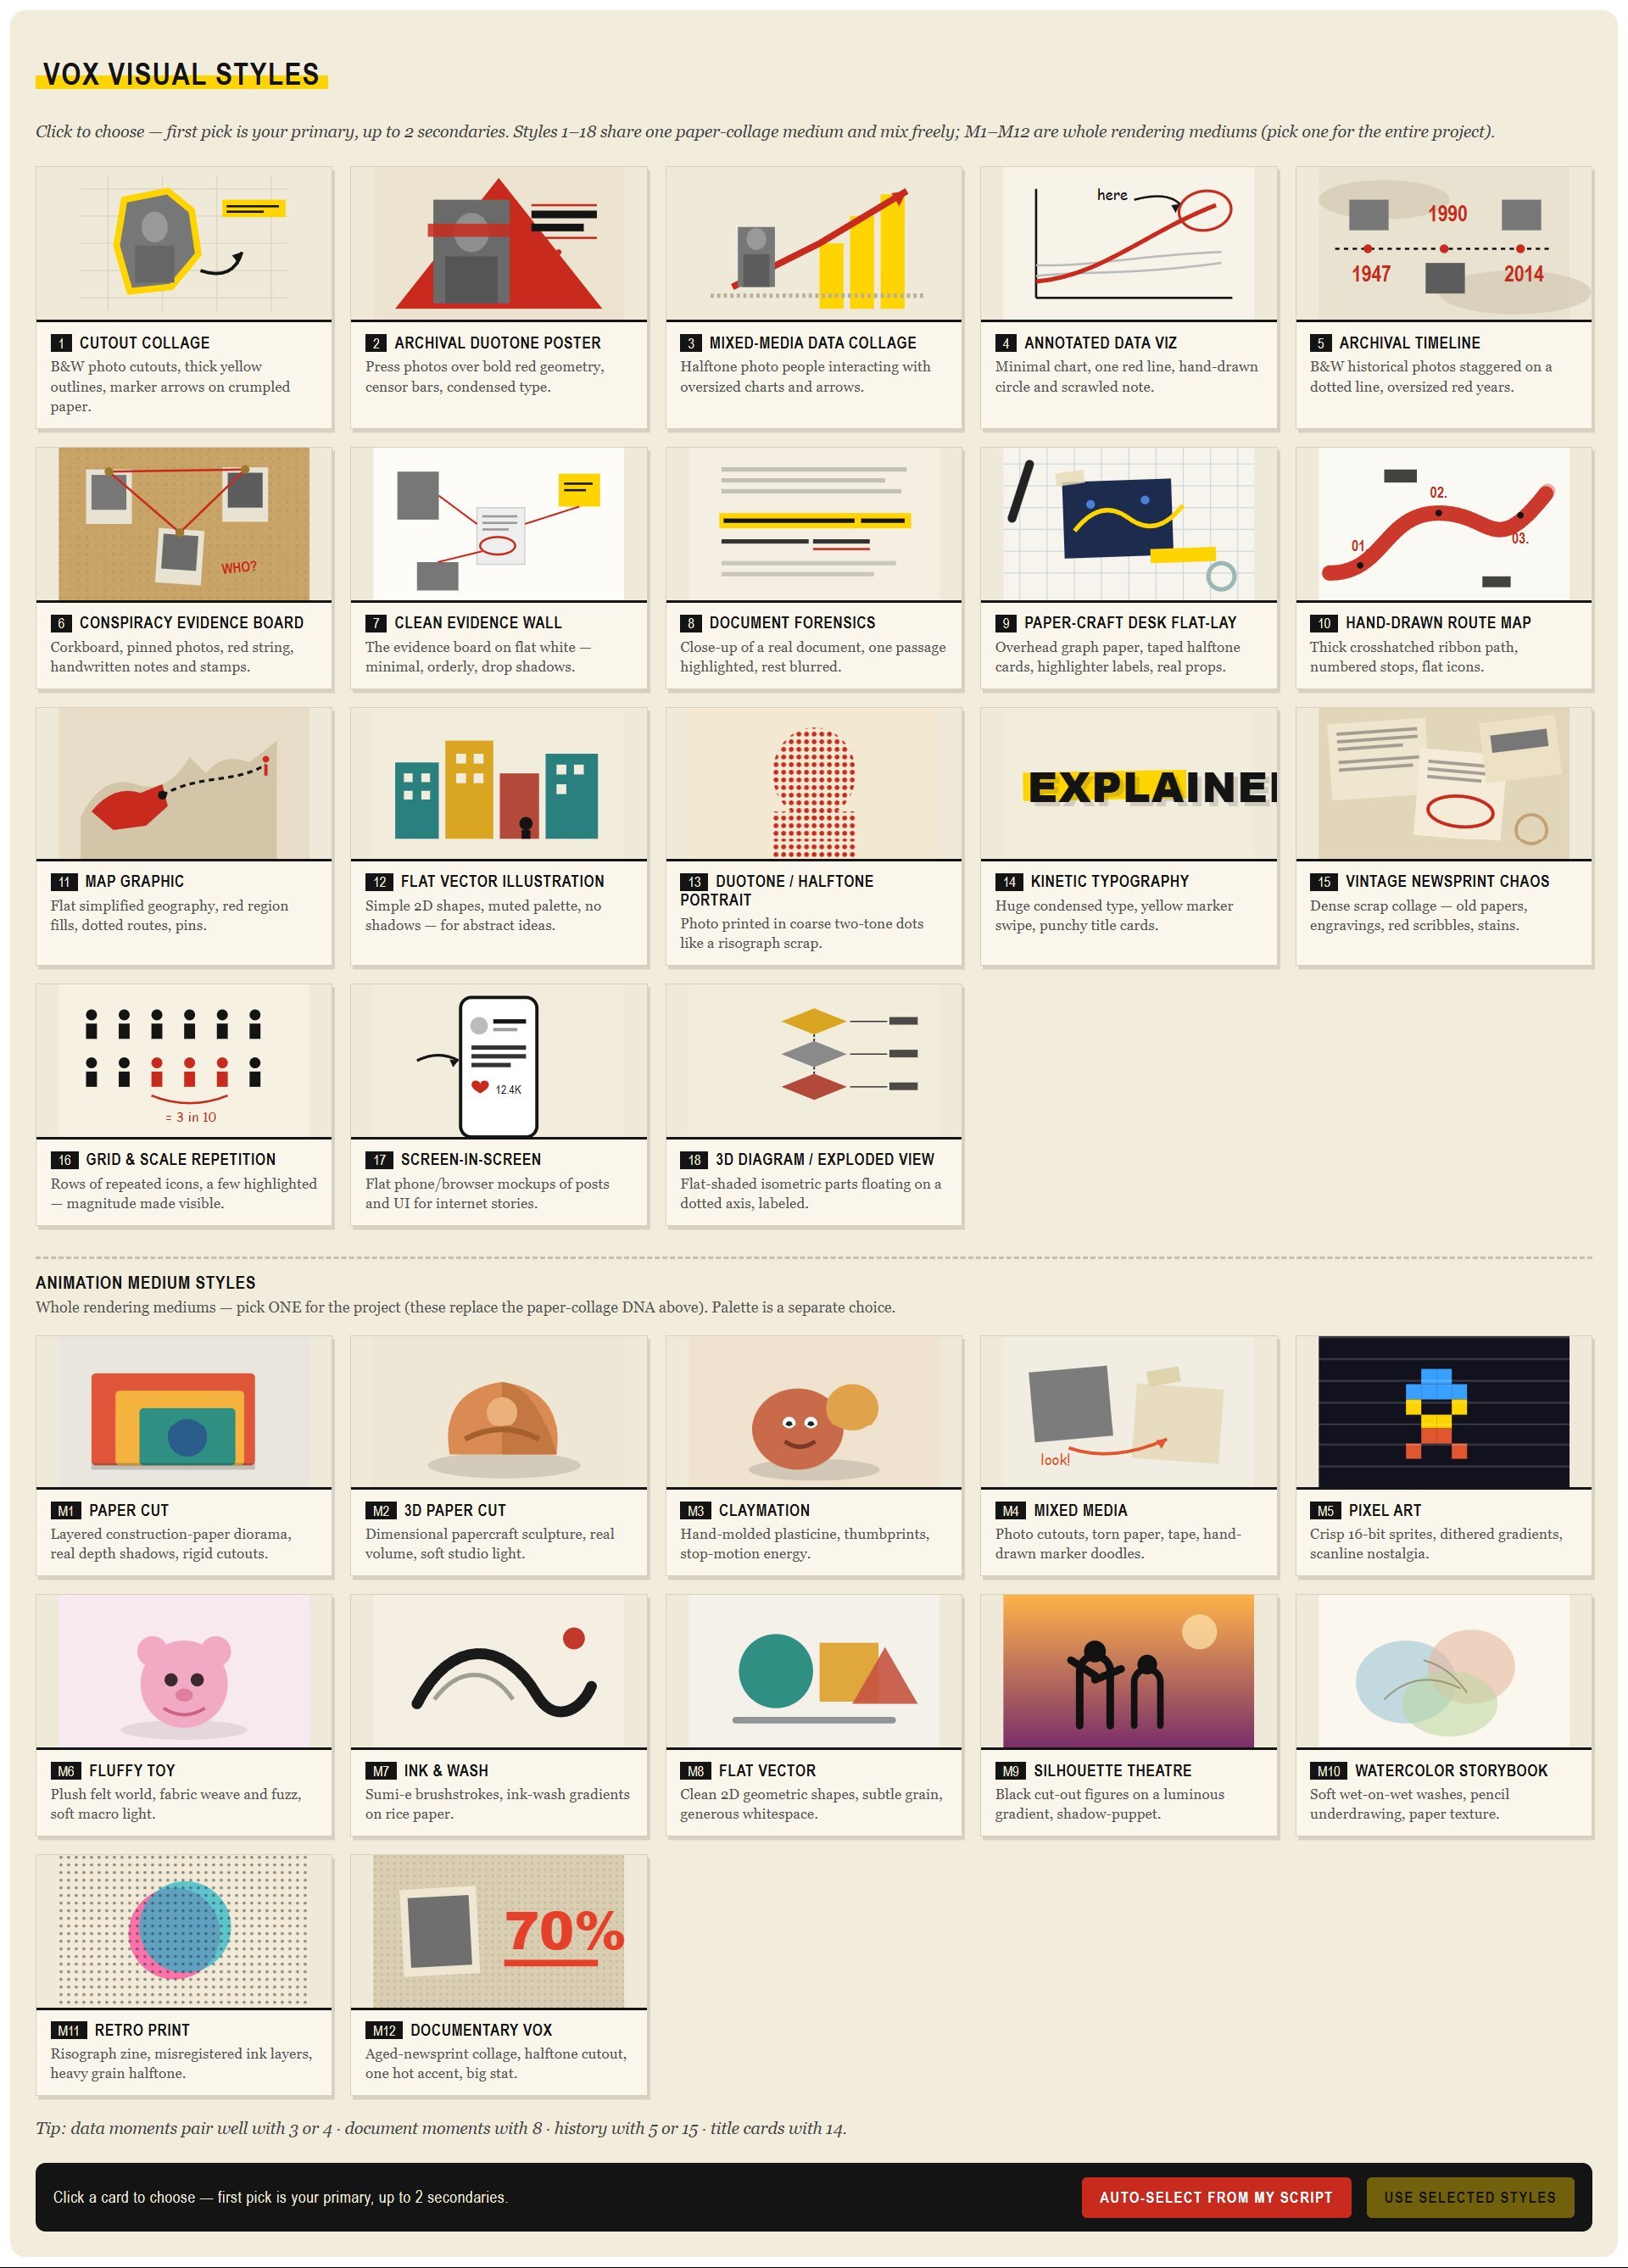 VOX VISUAL STYLES
Click to choose — first pick is your primary, up to 2 secondaries. Styles 1–18 share one paper-collage medium and mix freely; M1–M12 are whole rendering mediums (pick one for the entire project).
1 CUTOUT COLLAGE
B&W photo cutouts, thick yellow
outlines, marker arrows on crumpled
paper.
2 ARCHIVAL DUOTONE POSTER
Press photos over bold red geometry,
censor bars, condensed type.
3 MIXED-MEDIA DATA COLLAGE
Halftone photo people interacting with
oversized charts and arrows.
here
4 ANNOTATED DATA VIZ
Minimal chart, one red line, hand-drawn
circle and scrawled note.
1990
1947
2014
5 ARCHIVAL TIMELINE
B&W historical photos staggered on a
dotted line, oversized red years.
WHO?
6 CONSPIRACY EVIDENCE BOARD
Corkboard, pinned photos, red string,
handwritten notes and stamps.
7 CLEAN EVIDENCE WALL
The evidence board on flat white —
minimal, orderly, drop shadows.
8 DOCUMENT FORENSICS
Close-up of a real document, one passage
highlighted, rest blurred.
9 PAPER-CRAFT DESK FLAT-LAY
Overhead graph paper, taped halftone
cards, highlighter labels, real props.
01.
02.
03.
10 HAND-DRAWN ROUTE MAP
Thick crosshatched ribbon path,
numbered stops, flat icons.
11 MAP GRAPHIC
Flat simplified geography, red region
fills, dotted routes, pins.
12 FLAT VECTOR ILLUSTRATION
Simple 2D shapes, muted palette, no
shadows — for abstract ideas.
13 DUOTONE / HALFTONE
PORTRAIT
Photo printed in coarse two-tone dots
like a risograph scrap.
EXPLAINE
14 KINETIC TYPOGRAPHY
Huge condensed type, yellow marker
swipe, punchy title cards.
15 VINTAGE NEWSPRINT CHAOS
Dense scrap collage — old papers,
engravings, red scribbles, stains.
= 3 in 10
16 GRID & SCALE REPETITION
Rows of repeated icons, a few highlighted
— magnitude made visible.
12.4K
17 SCREEN-IN-SCREEN
Flat phone/browser mockups of posts
and UI for internet stories.
18 3D DIAGRAM / EXPLODED VIEW
Flat-shaded isometric parts floating on a
dotted axis, labeled.
ANIMATION MEDIUM STYLES
Whole rendering mediums — pick ONE for the project (these replace the paper-collage DNA above). Palette is a separate choice.
M1 PAPER CUT
Layered construction-paper diorama,
real depth shadows, rigid cutouts.
M2 3D PAPER CUT
Dimensional papercraft sculpture, real
volume, soft studio light.
M3 CLAYMATION
Hand-molded plasticine, thumbprints,
stop-motion energy.
look!
M4 MIXED MEDIA
Photo cutouts, torn paper, tape, hand-
drawn marker doodles.
M5 PIXEL ART
Crisp 16-bit sprites, dithered gradients,
scanline nostalgia.
M6 FLUFFY TOY
Plush felt world, fabric weave and fuzz,
soft macro light.
M7 INK & WASH
Sumi-e brushstrokes, ink-wash gradients
on rice paper.
M8 FLAT VECTOR
Clean 2D geometric shapes, subtle grain,
generous whitespace.
M9 SILHOUETTE THEATRE
Black cut-out figures on a luminous
gradient, shadow-puppet.
M10 WATERCOLOR STORYBOOK
Soft wet-on-wet washes, pencil
underdrawing, paper texture.
M11 RETRO PRINT
Risograph zine, misregistered ink layers,
heavy grain halftone.
70%
M12 DOCUMENTARY VOX
Aged-newsprint collage, halftone cutout,
one hot accent, big stat.
Tip: data moments pair well with 3 or 4 · document moments with 8 · history with 5 or 15 · title cards with 14.
Click a card to choose — first pick is your primary, up to 2 secondaries.
AUTO-SELECT FROM MY SCRIPT
USE SELECTED STYLES